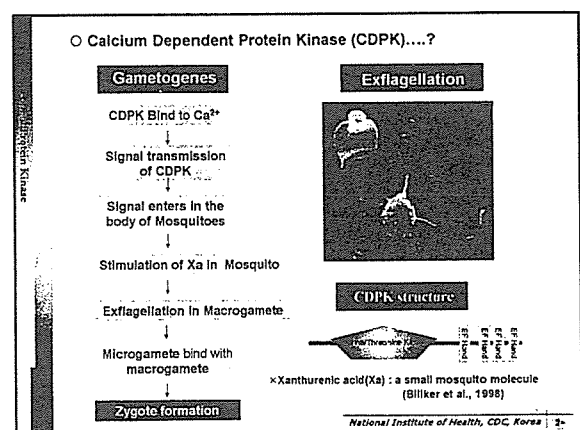 ○ Calcium Dependent Protein Kinase (CDPK)....?
Gametogenes
CDPK Bind to Ca²⁺
Signal transmission
of CDPK
Signal enters in the
body of Mosquitoes
Stimulation of Xa in Mosquito
Exflagellation in Macrogamete
Microgamete bind with
macrogamete
Zygote formation
Exflagellation
CDPK structure
EF Hand
EF Hand
EF Hand
EF Hand
×Xanthurenic acid(Xa) : a small mosquito molecule
(Billker et al., 1998)
Protein Kinase
National Institute of Health, CDC, Korea